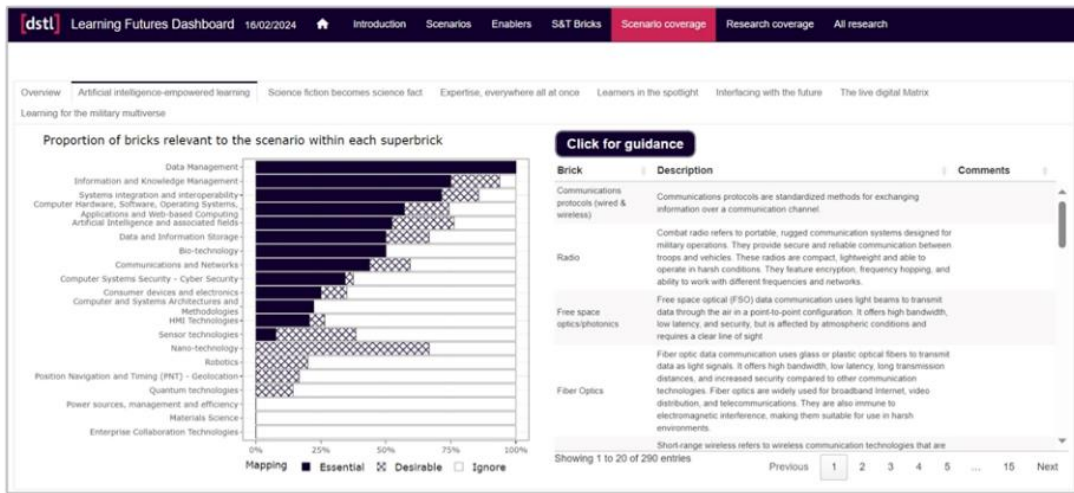 [dstl] Learning Futures Dashboard 16/02/2024 Introduction Scenarios Enablers S&T Bricks Scenario coverage Research coverage All research
Overview Artificial intelligence-empowered learning Science fiction becomes science fact Expertise, everywhere all at once Learners in the spotlight Interfacing with the future The live digital Matrix
Learning for the military multiverse
Proportion of bricks relevant to the scenario within each superbrick
Data Management
Information and Knowledge Management
Systems integration and interoperability
Computer Hardware, Software, Operating Systems,
Applications and Web-based Computing
Artificial Intelligence and associated fields
Data and Information Storage
Bio-technology
Communications and Networks
Computer Systems Security - Cyber Security
Consumer devices and electronics
Computer and Systems Architectures and
Methodologies
HMI Technologies
Sensor technologies
Nano-technology
Robotics
Position Navigation and Timing (PNT) - Geolocation
Quantum technologies
Power sources, management and efficiency
Materials Science
Enterprise Collaboration Technologies
0% 25% 50% 75% 100%
Mapping Essential Desirable Ignore
Click for guidance
Brick Description Comments
Communications
protocols (wired &
wireless)
Communications protocols are standardized methods for exchanging
information over a communication channel.
Radio
Combat radio refers to portable, rugged communication systems designed for
military operations. They provide secure and reliable communication between
troops and vehicles. These radios are compact, lightweight and able to
operate in harsh conditions. They feature encryption, frequency hopping, and
ability to work with different frequencies and networks.
Free space
optics/photonics
Free space optical (FSO) data communication uses light beams to transmit
data through the air in a point-to-point configuration. It offers high bandwidth,
low latency, and security, but is affected by atmospheric conditions and
requires a clear line of sight
Fiber Optics
Fiber optic data communication uses glass or plastic optical fibers to transmit
data as light signals. It offers high bandwidth, low latency, long transmission
distances, and increased security compared to other communication
technologies. Fiber optics are widely used for broadband Internet, video
distribution, and telecommunications. They are also immune to
electromagnetic interference, making them suitable for use in harsh
environments.
Short-range wireless refers to wireless communication technologies that are
Showing 1 to 20 of 290 entries
Previous 1 2 3 4 5 ... 15 Next